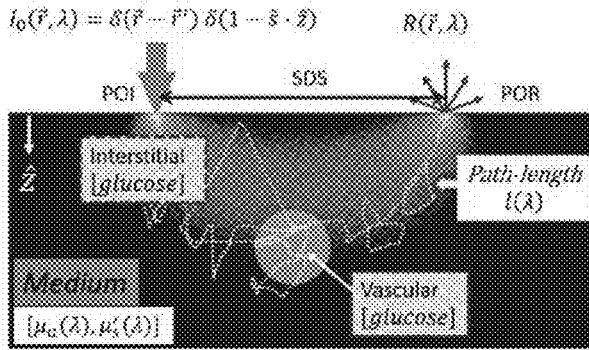 I₀(r⃗,λ) = δ(r⃗ − r⃗′) δ(1 − ŝ · ẑ)
R(r⃗,λ)
SDS
POI
POR
Ẑ
Interstitial
[glucose]
Path-length
l(λ)
Medium
[μₐ(λ), μ′ₛ(λ)]
Vascular
[glucose]